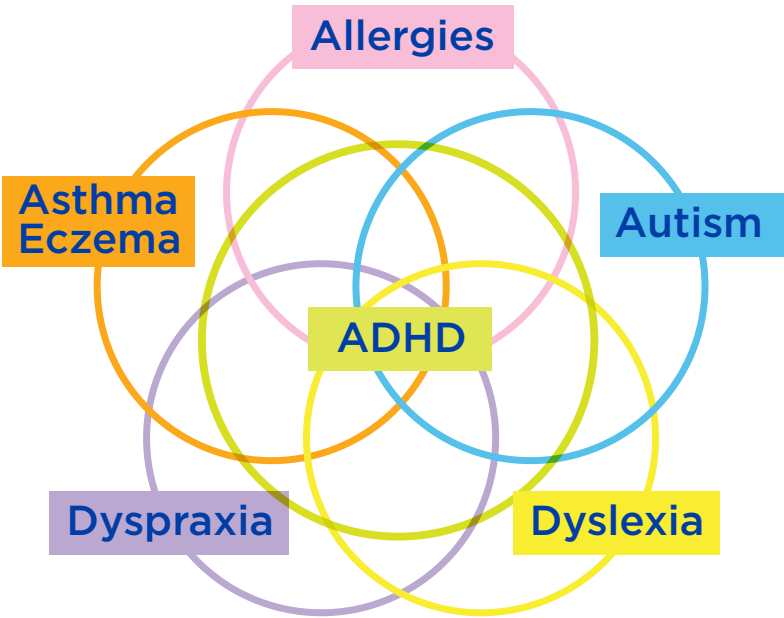 Allergies
Asthma
Eczema
Autism
ADHD
Dyspraxia
Dyslexia